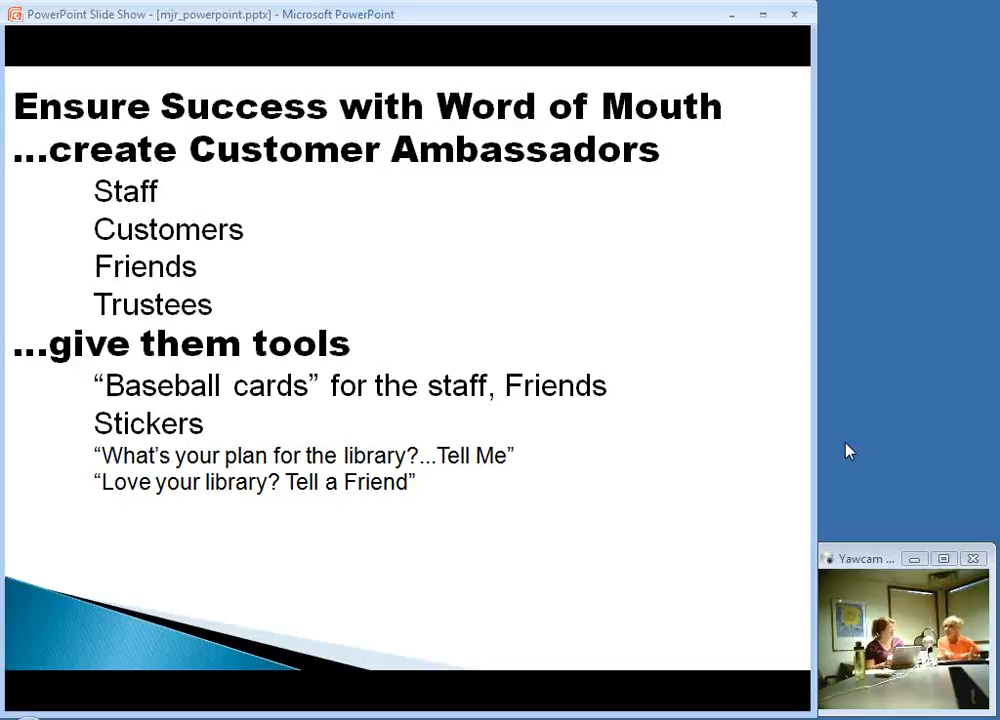 PowerPoint Slide Show - [mjr_powerpoint.pptx] - Microsoft PowerPoint
Ensure Success with Word of Mouth
...create Customer Ambassadors
Staff
Customers
Friends
Trustees
...give them tools
“Baseball cards” for the staff, Friends
Stickers
“What’s your plan for the library?...Tell Me”
“Love your library? Tell a Friend”
Yawcam ...